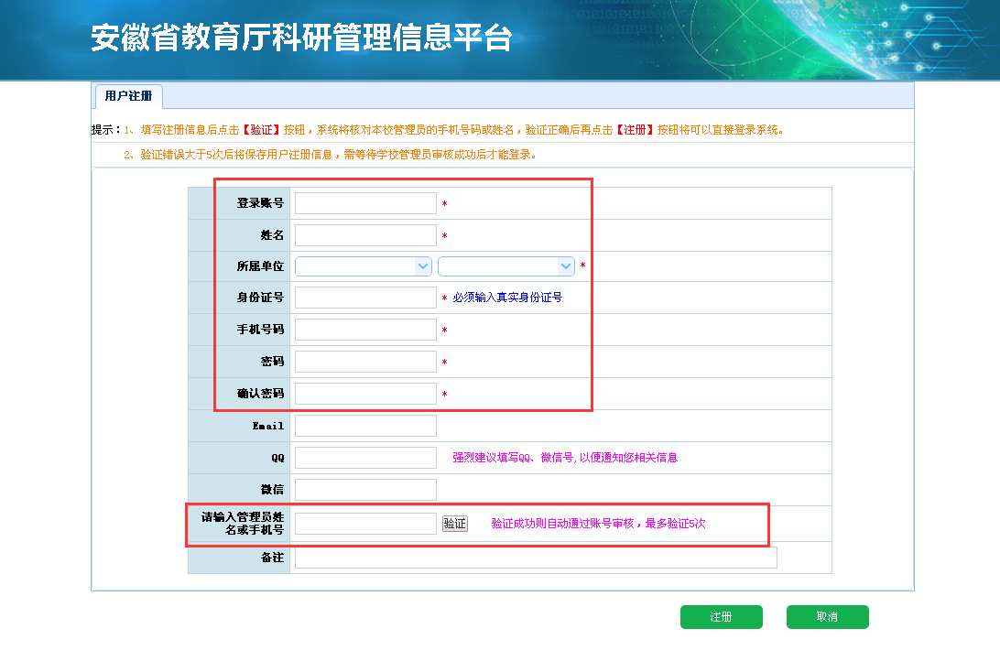 安徽省教育厅科研管理信息平台
用户注册
提示：1、填写注册信息后点击【验证】按钮，系统将核对本校管理员的手机号码或姓名，验证正确后再点击【注册】按钮将可以直接登录系统。
2、验证错误大于5次后将保存用户注册信息，需等待学校管理员审核成功后才能登录。
登录账号 *
姓名 *
所属单位 *
身份证号 * 必须输入真实身份证号
手机号码 *
密码 *
确认密码 *
Email
QQ 强烈建议填写QQ、微信号,以便通知您相关信息
微信
请输入管理员姓
名或手机号 验证 验证成功则自动通过账号审核，最多验证5次
备注
注册 取消